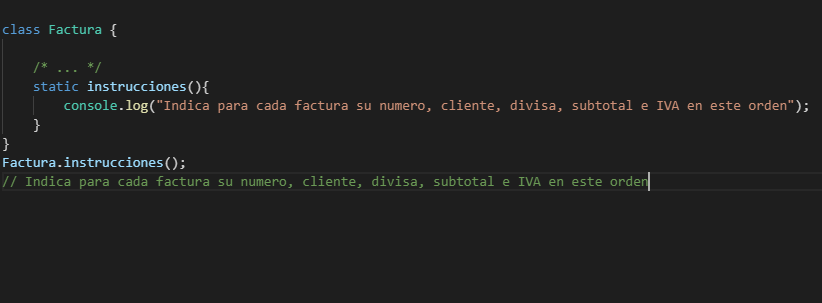 class Factura {
/* ... */
static instrucciones(){
console.log("Indica para cada factura su numero, cliente, divisa, subtotal e IVA en este orden");
}
}
Factura.instrucciones();
// Indica para cada factura su numero, cliente, divisa, subtotal e IVA en este orden